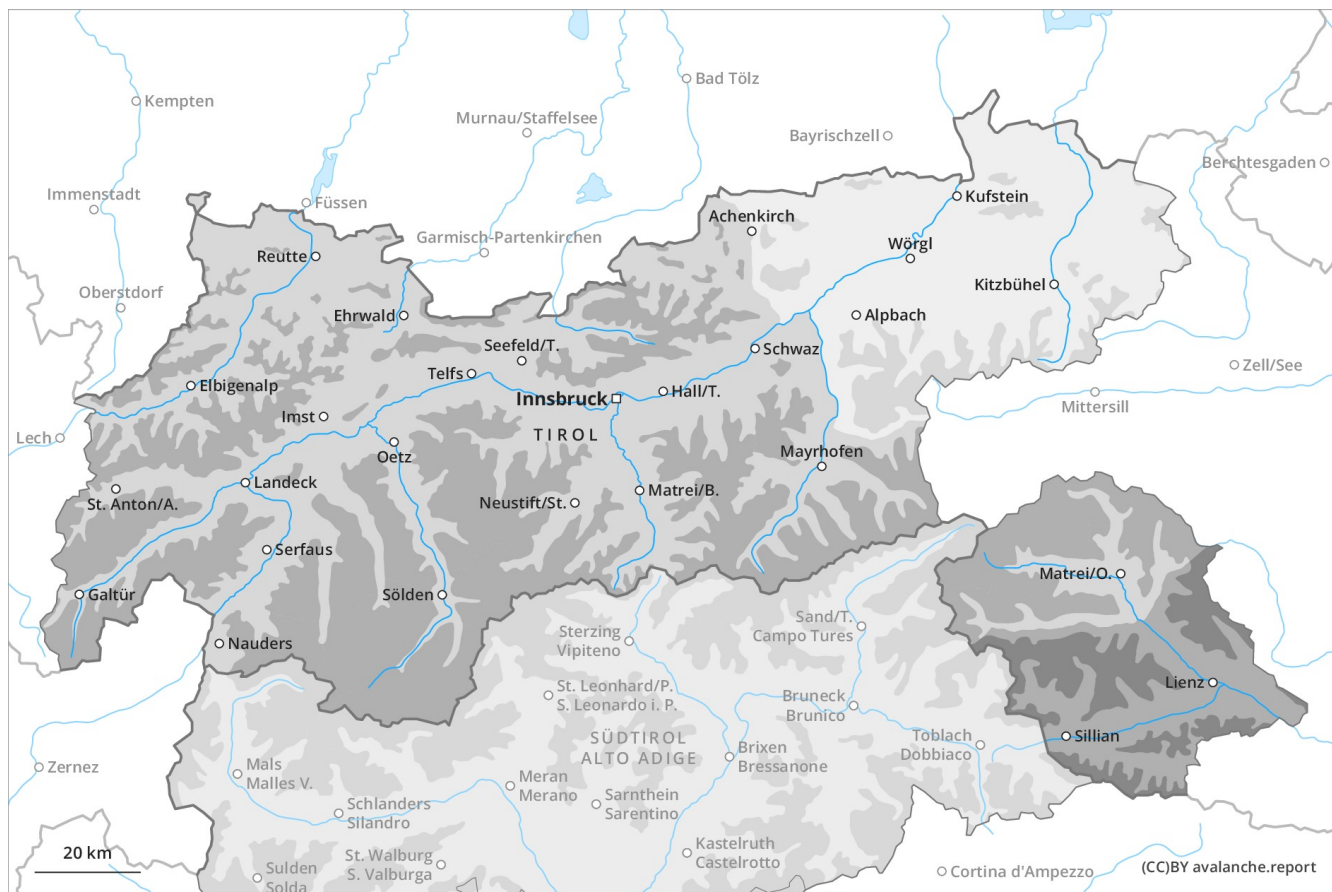 Bad Tölz
Kempten
Murnau/Staffelsee
Bayrischzell
Berchtesgaden
Immenstadt
Füssen
Kufstein
Achenkirch
Garmisch-Partenkirchen
Wörgl
Reutte
Kitzbühel
Oberstdorf
Ehrwald
Alpbach
Seefeld/T.
Schwaz
Zell/See
Telfs
Elbigenalp
Hall/T.
Innsbruck
Mittersill
Imst
TIROL
Lech
Oetz
Mayrhofen
Landeck
Matrei/B.
St. Anton/A.
Neustift/St.
Serfaus
Matrei/O.
Galtür
Sölden
Sand/T.
Campo Tures
Sterzing
Vipiteno
Nauders
Lienz
St. Leonhard/P.
S. Leonardo i. P.
Bruneck
Brunico
Toblach
Dobbiaco
Sillian
SÜDTIROL
ALTO ADIGE
Brixen
Bressanone
Zernez
Mals
Malles V.
Meran
Merano
Sarnthein
Sarentino
Schlanders
Silandro
Kastelruth
Castelrotto
20 km
St. Walburg
S. Valburga
Sulden
Solda
Cortina d'Ampezzo
(CC)BY avalanche.report